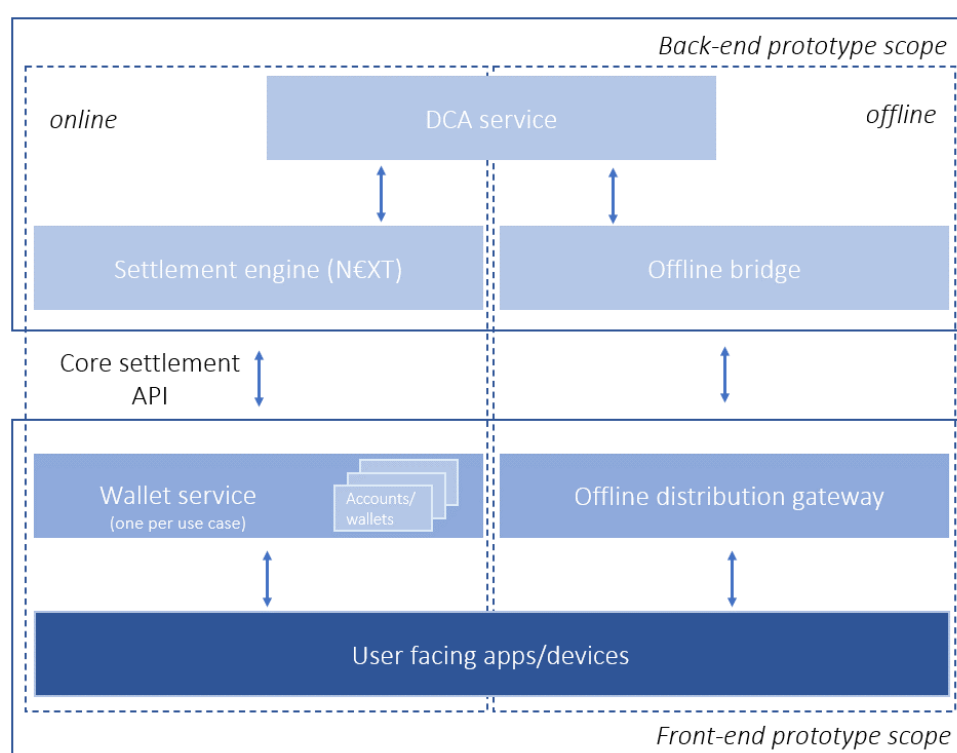 Back-end prototype scope
online
offline
DCA service
Settlement engine (N€XT)
Offline bridge
Core settlement
API
Wallet service
(one per use case)
Accounts/
wallets
Offline distribution gateway
User facing apps/devices
Front-end prototype scope